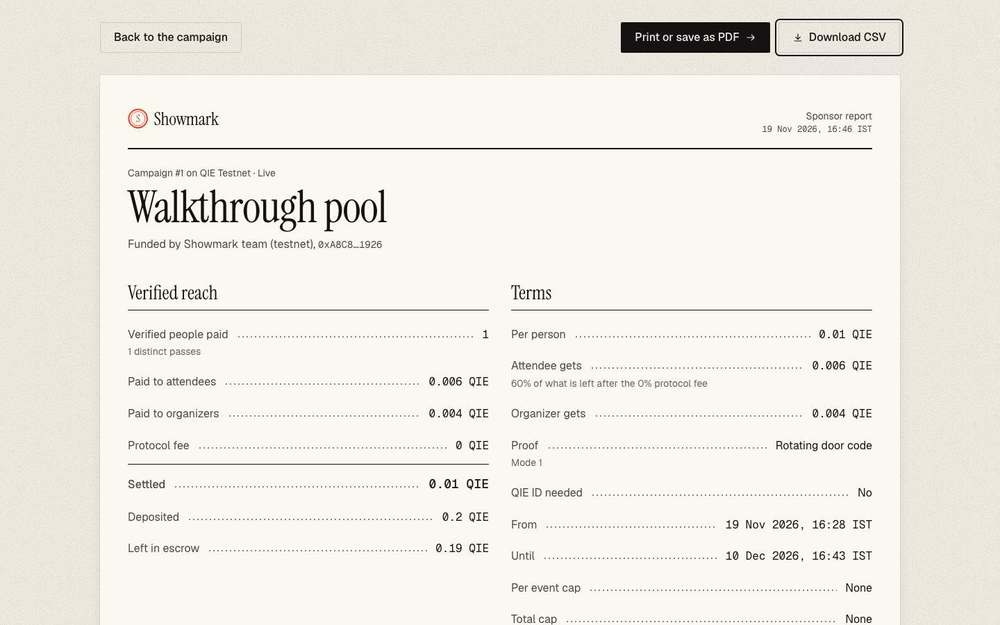 Back to the campaign
Print or save as PDF →
Download CSV
Showmark
Sponsor report
19 Nov 2026, 16:46 IST
Campaign #1 on QIE Testnet · Live
Walkthrough pool
Funded by Showmark team (testnet), 0xA8C8…1926
Verified reach
Verified people paid 1
1 distinct passes
Paid to attendees 0.006 QIE
Paid to organizers 0.004 QIE
Protocol fee 0 QIE
Settled 0.01 QIE
Deposited 0.2 QIE
Left in escrow 0.19 QIE
Terms
Per person 0.01 QIE
Attendee gets 0.006 QIE
60% of what is left after the 0% protocol fee
Organizer gets 0.004 QIE
Proof Rotating door code
Mode 1
QIE ID needed No
From 19 Nov 2026, 16:28 IST
Until 10 Dec 2026, 16:43 IST
Per event cap None
Total cap None